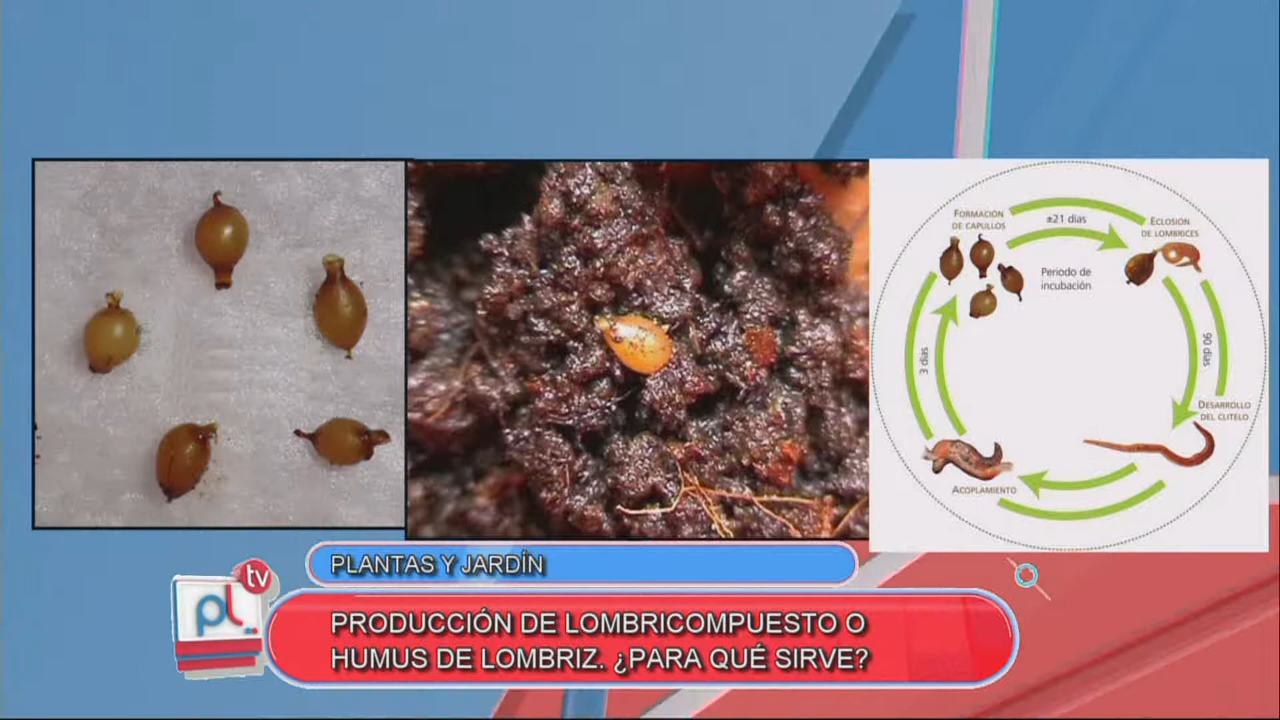 FORMACIÓN
DE CAPULLOS
±21 días
ECLOSIÓN
DE LOMBRICES
Periodo de
incubación
3 días
90 días
DESARROLLO
DEL CLITELO
ACOPLAMIENTO
PLANTAS Y JARDÍN
tv
pl
PRODUCCIÓN DE LOMBRICOMPUESTO O
HUMUS DE LOMBRIZ. ¿PARA QUÉ SIRVE?